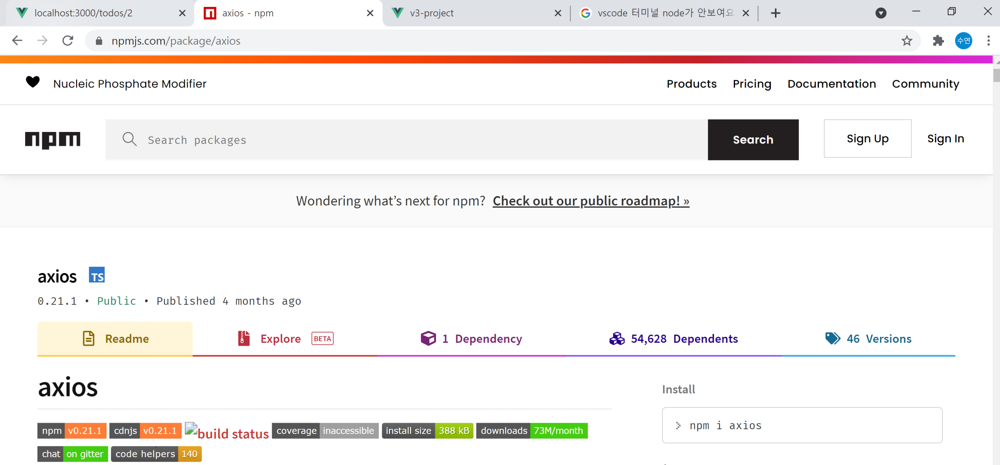 localhost:3000/todos/2 axios - npm v3-project vscode 터미널 node가 안보여요
npmjs.com/package/axios 수연
Nucleic Phosphate Modifier Products Pricing Documentation Community
npm Search packages Search Sign Up Sign In
Wondering what’s next for npm? Check out our public roadmap! »
axios TS
0.21.1 • Public • Published 4 months ago
Readme Explore BETA 1 Dependency 54,628 Dependents 46 Versions
axios
Install
> npm i axios
npm v0.21.1 cdnjs v0.21.1 build status coverage inaccessible install size 388 kB downloads 73M/month
chat on gitter code helpers 140